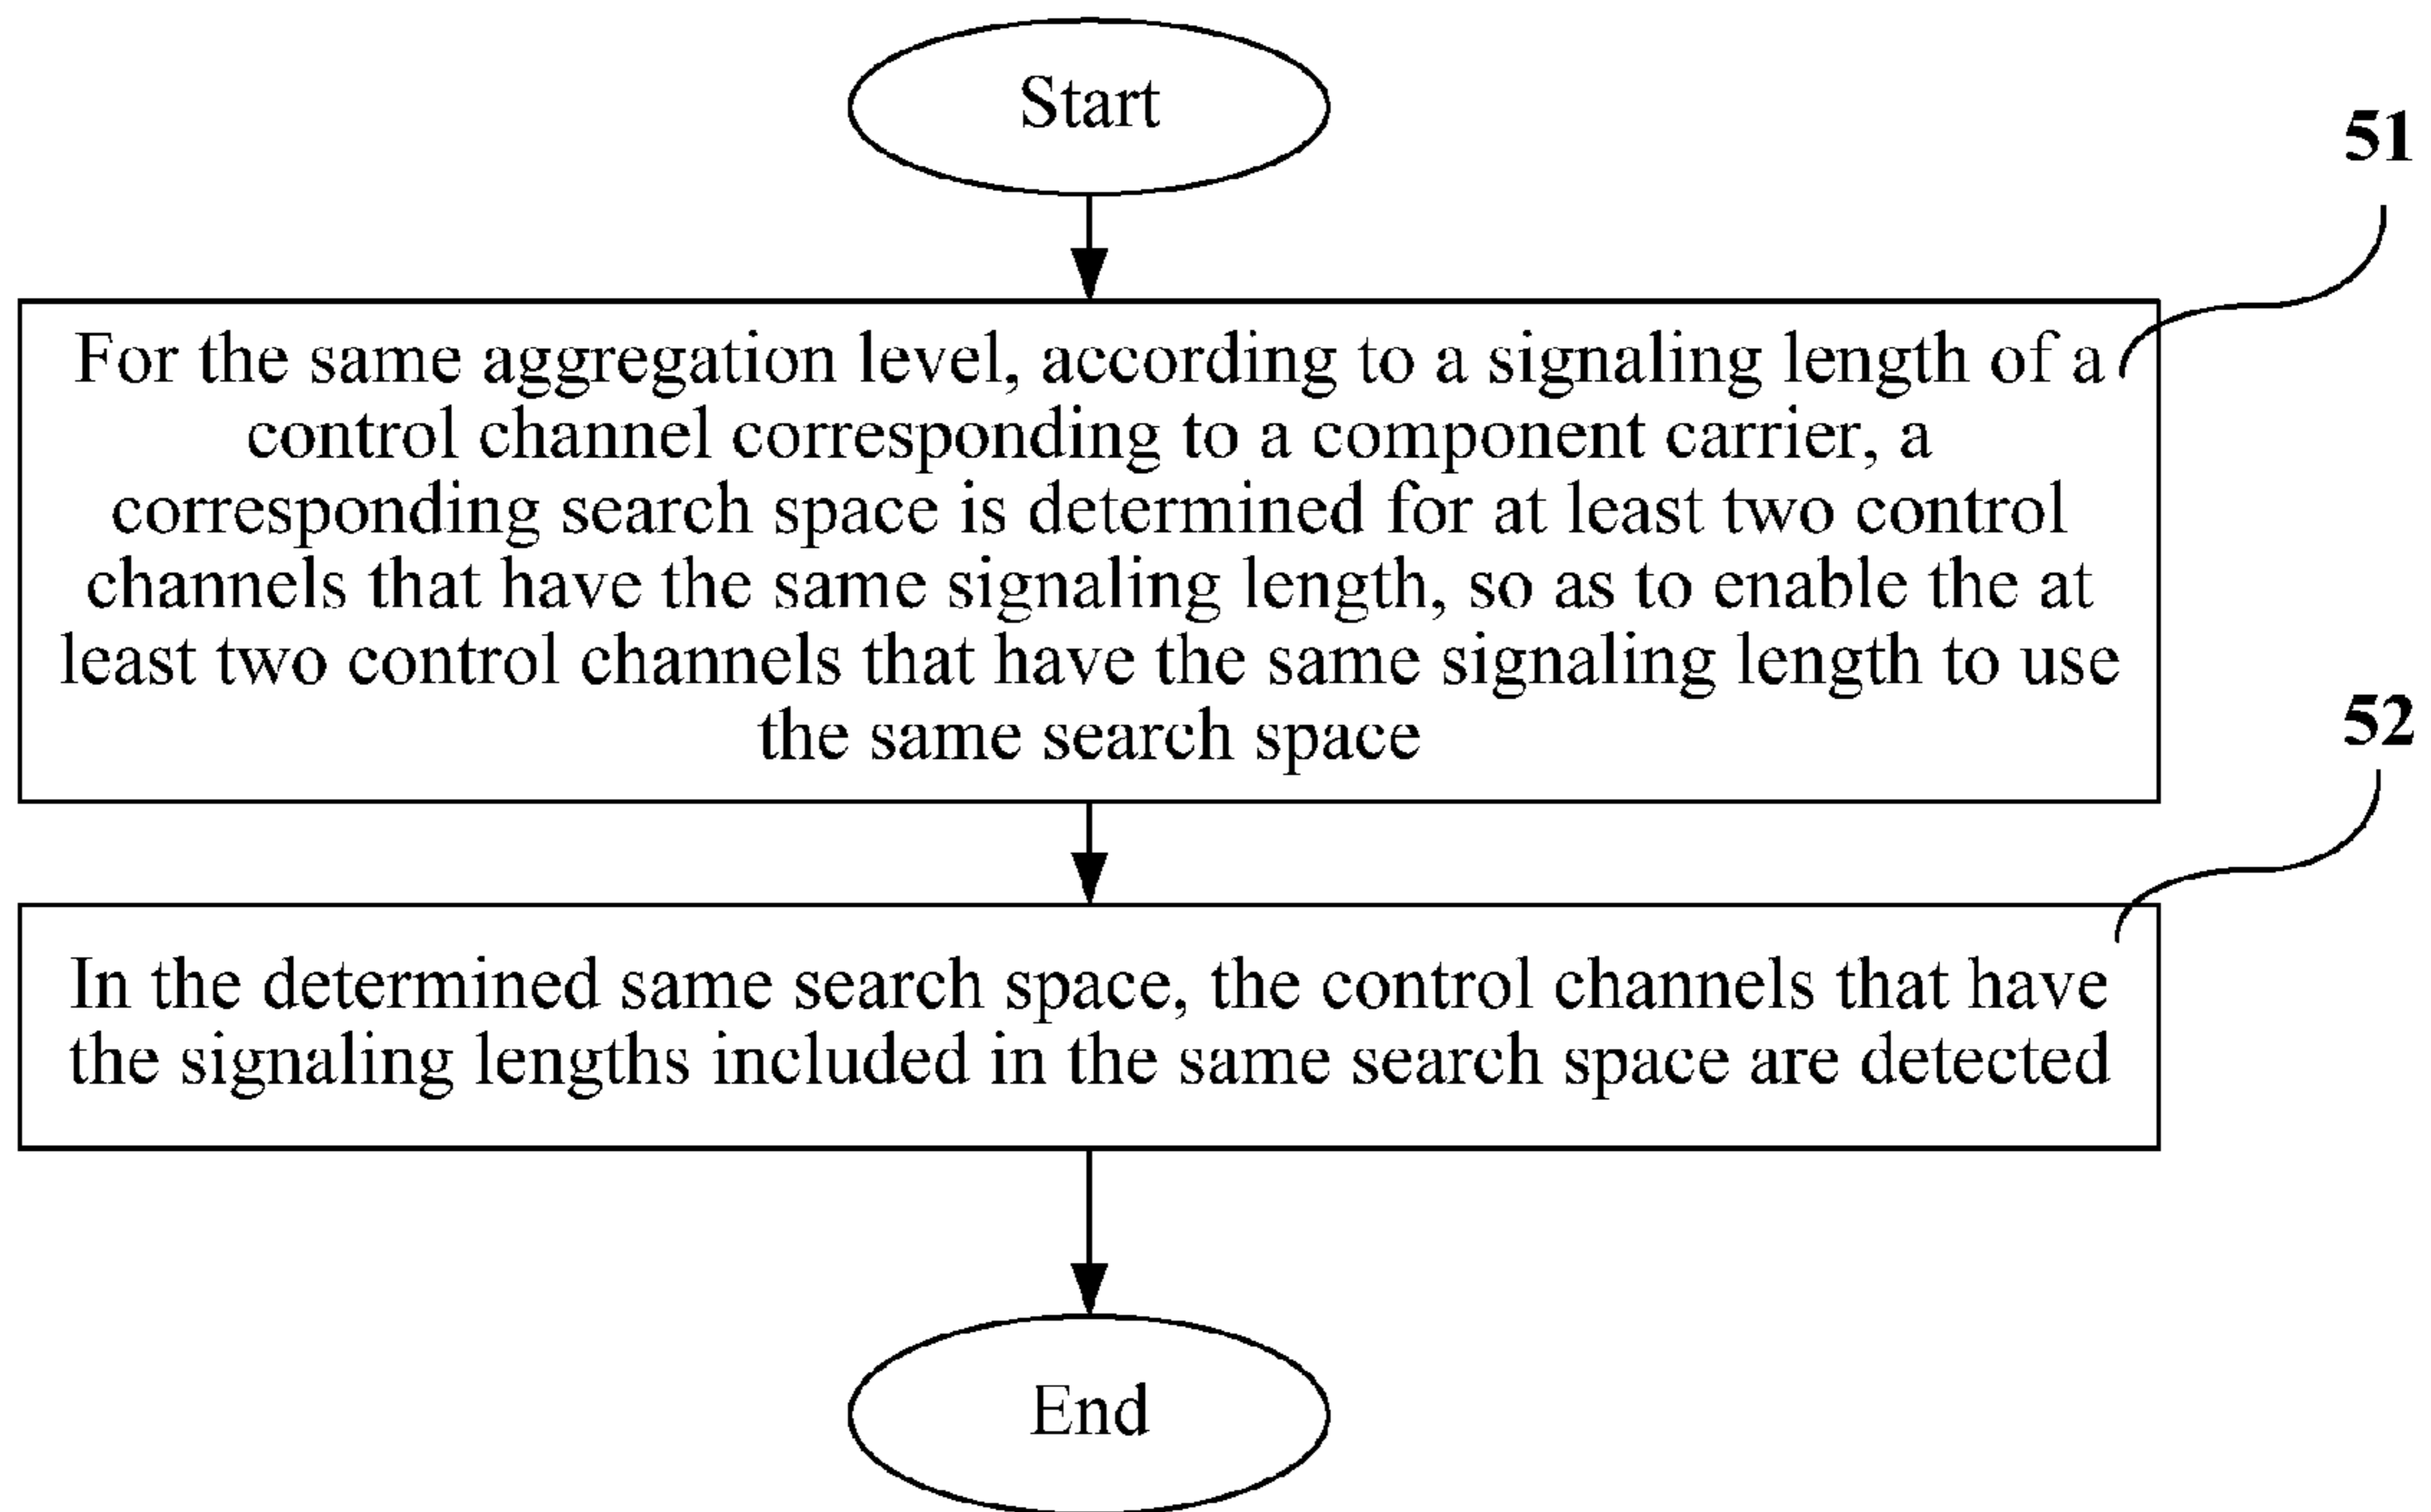 Start
51
For the same aggregation level, according to a signaling length of a
control channel corresponding to a component carrier, a
corresponding search space is determined for at least two control
channels that have the same signaling length, so as to enable the at
least two control channels that have the same signaling length to use
the same search space
52
In the determined same search space, the control channels that have
the signaling lengths included in the same search space are detected
End